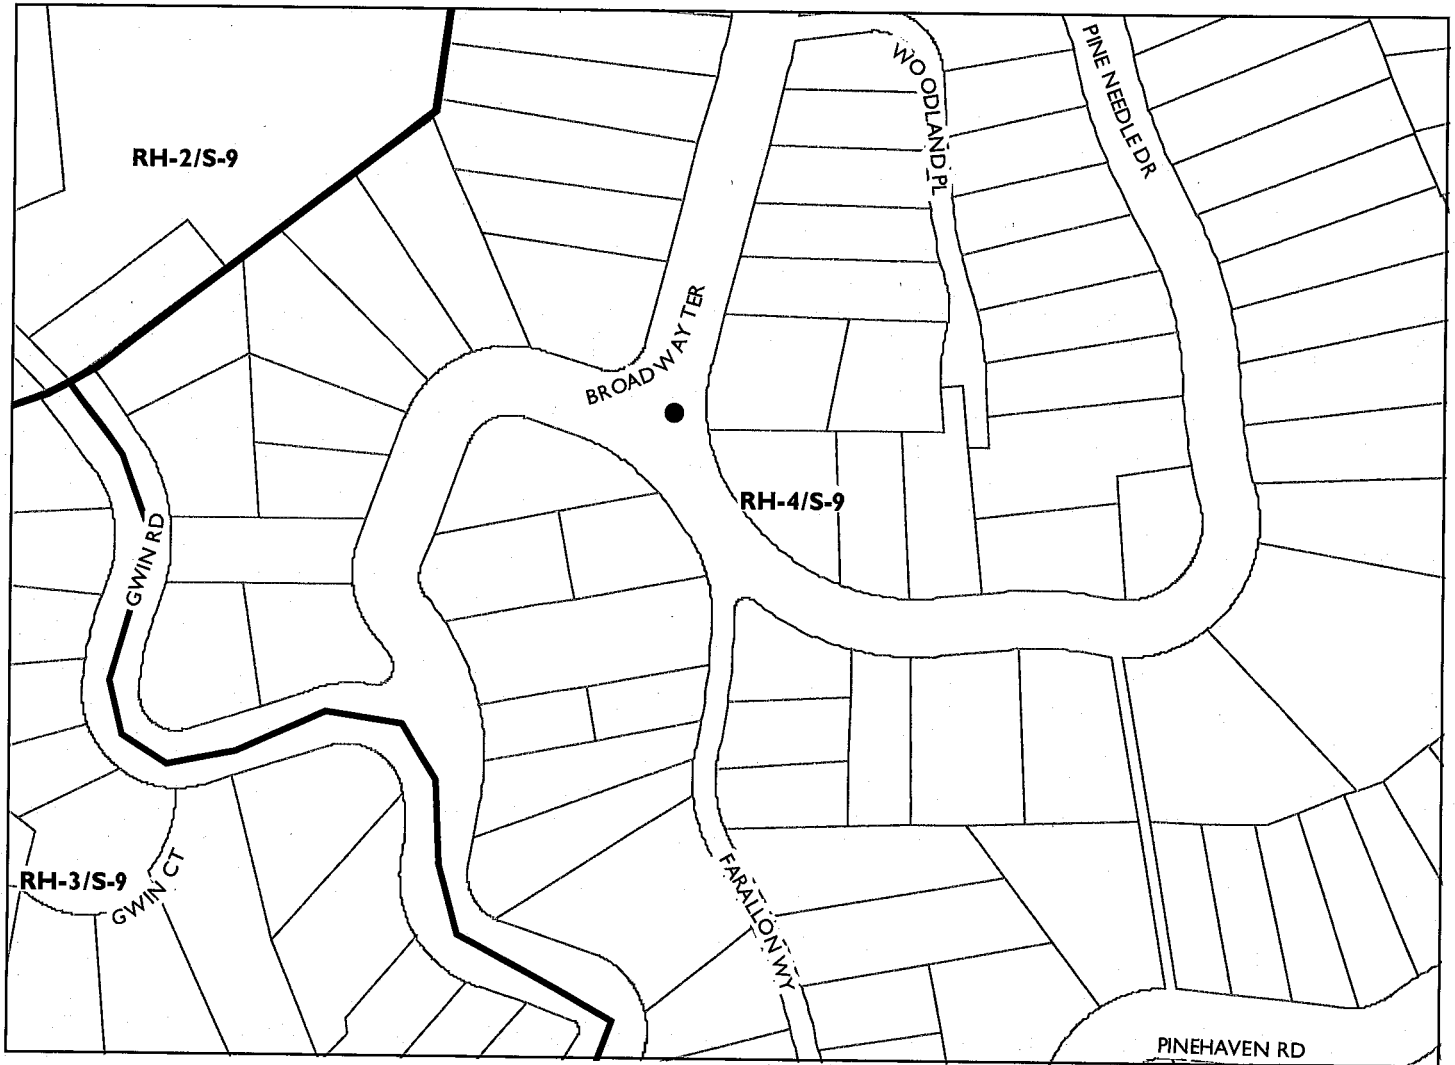 WOODLAND PL
PINE NEEDLE DR
RH-2/S-9
BROADWAY TER
RH-4/S-9
GWIN RD
RH-3/S-9
GWIN CT
FARALLON WY
PINEHAVEN RD